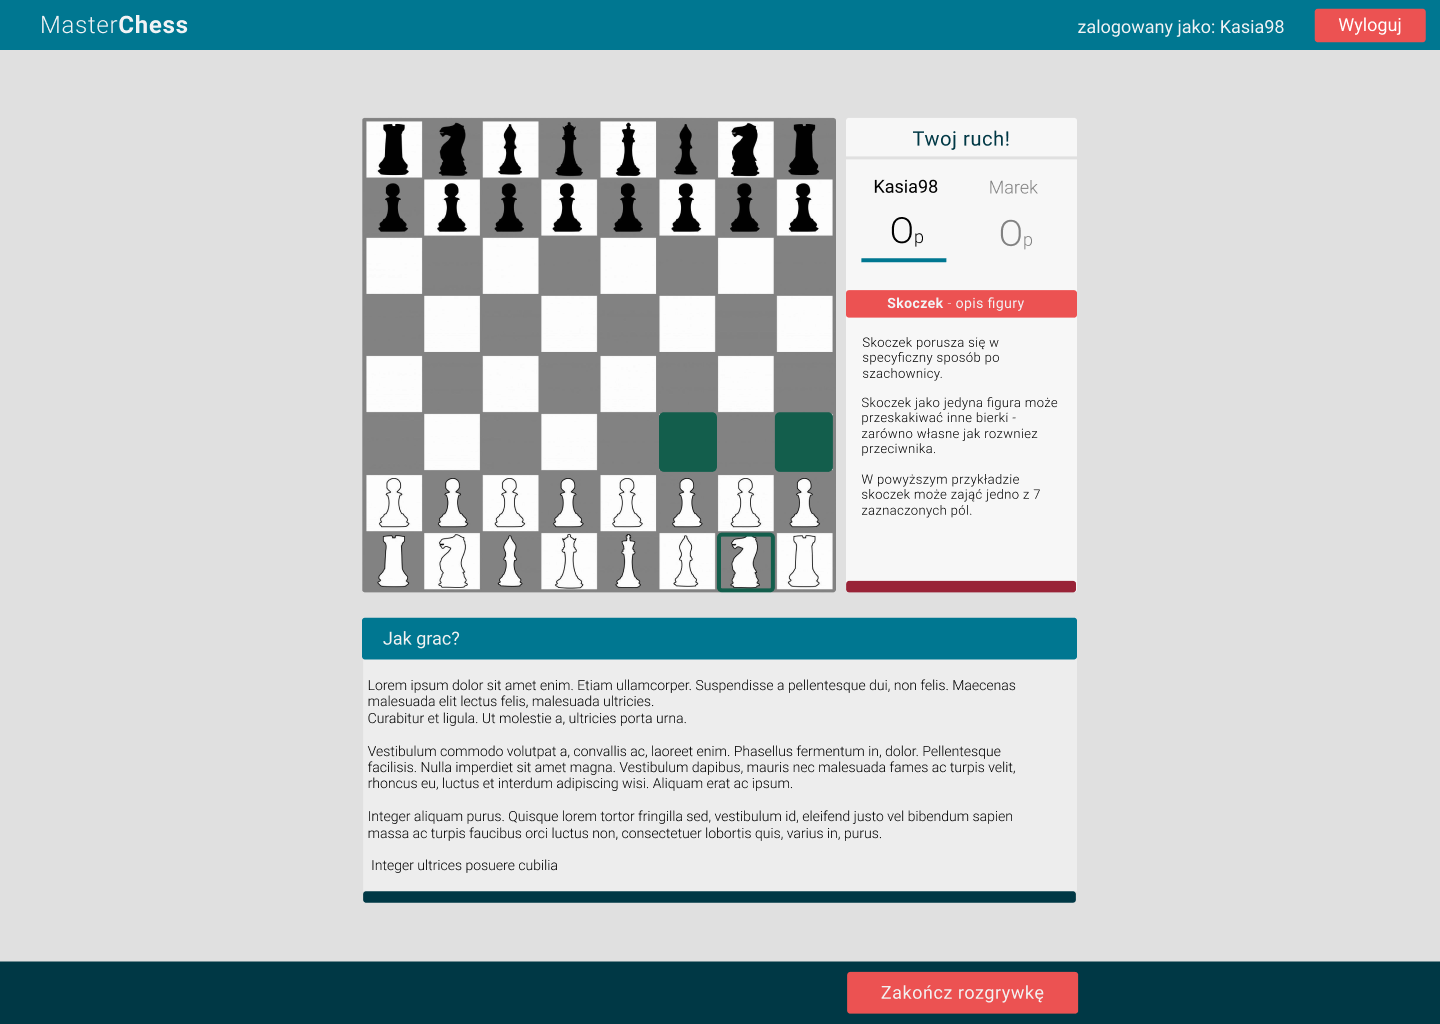 MasterChess
zalogowany jako: Kasia98
Wyloguj
Twoj ruch!
Kasia98
Marek
0p
0p
Skoczek - opis figury
Skoczek porusza się w
specyficzny sposób po
szachownicy.
Skoczek jako jedyna figura może
przeskakiwać inne bierki -
zarówno własne jak rozwniez
przeciwnika.
W powyższym przykładzie
skoczek może zająć jedno z 7
zaznaczonych pól.
Jak grac?
Lorem ipsum dolor sit amet enim. Etiam ullamcorper. Suspendisse a pellentesque dui, non felis. Maecenas
malesuada elit lectus felis, malesuada ultricies.
Curabitur et ligula. Ut molestie a, ultricies porta urna.
Vestibulum commodo volutpat a, convallis ac, laoreet enim. Phasellus fermentum in, dolor. Pellentesque
facilisis. Nulla imperdiet sit amet magna. Vestibulum dapibus, mauris nec malesuada fames ac turpis velit,
rhoncus eu, luctus et interdum adipiscing wisi. Aliquam erat ac ipsum.
Integer aliquam purus. Quisque lorem tortor fringilla sed, vestibulum id, eleifend justo vel bibendum sapien
massa ac turpis faucibus orci luctus non, consectetuer lobortis quis, varius in, purus.
Integer ultrices posuere cubilia
Zakończ rozgrywkę